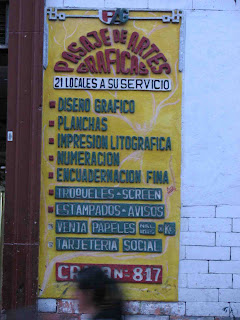 PASAJE DE ARTES
GRAFICAS
21 LOCALES A SU SERVICIO
DISEÑO GRAFICO
PLANCHAS
IMPRESION LITOGRAFICA
NUMERACION
ENCUADERNACION FINA
TROQUELES - SCREEN
ESTAMPADOS - AVISOS
VENTA PAPELES
TARJETERIA SOCIAL
Nº 817